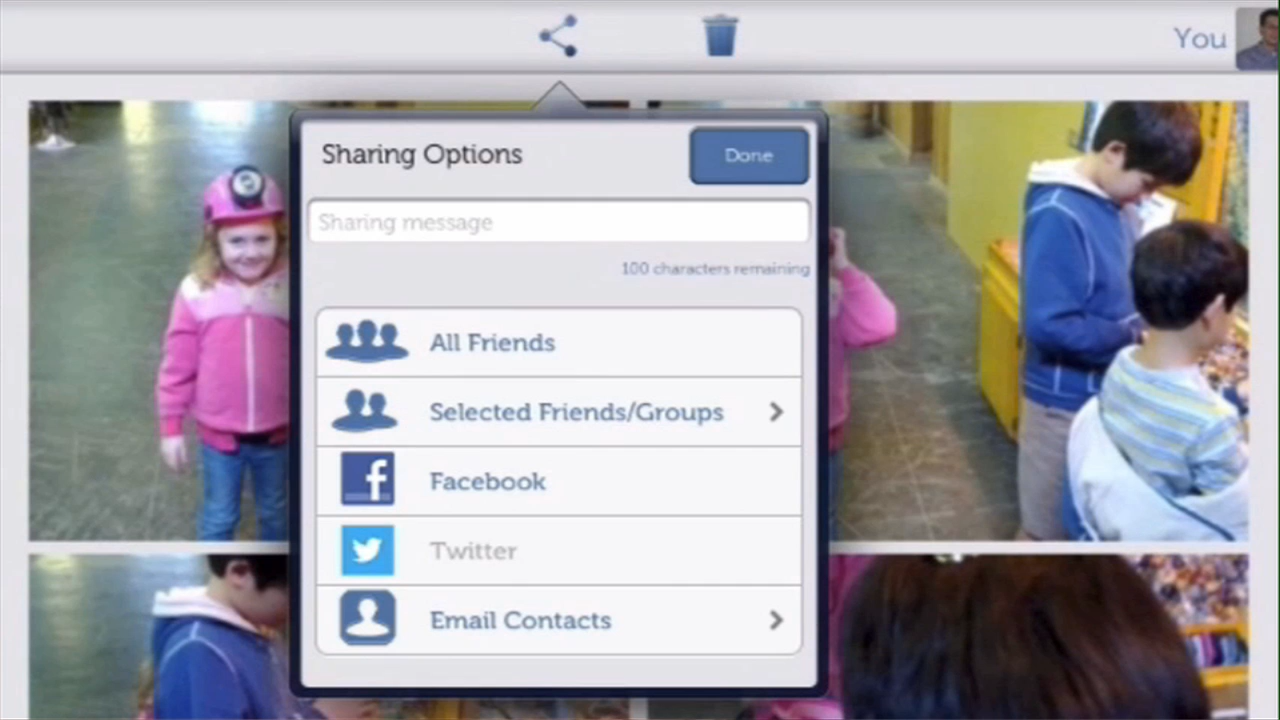 You
Sharing Options
Done
Sharing message
100 characters remaining
All Friends
Selected Friends/Groups
Facebook
Twitter
Email Contacts